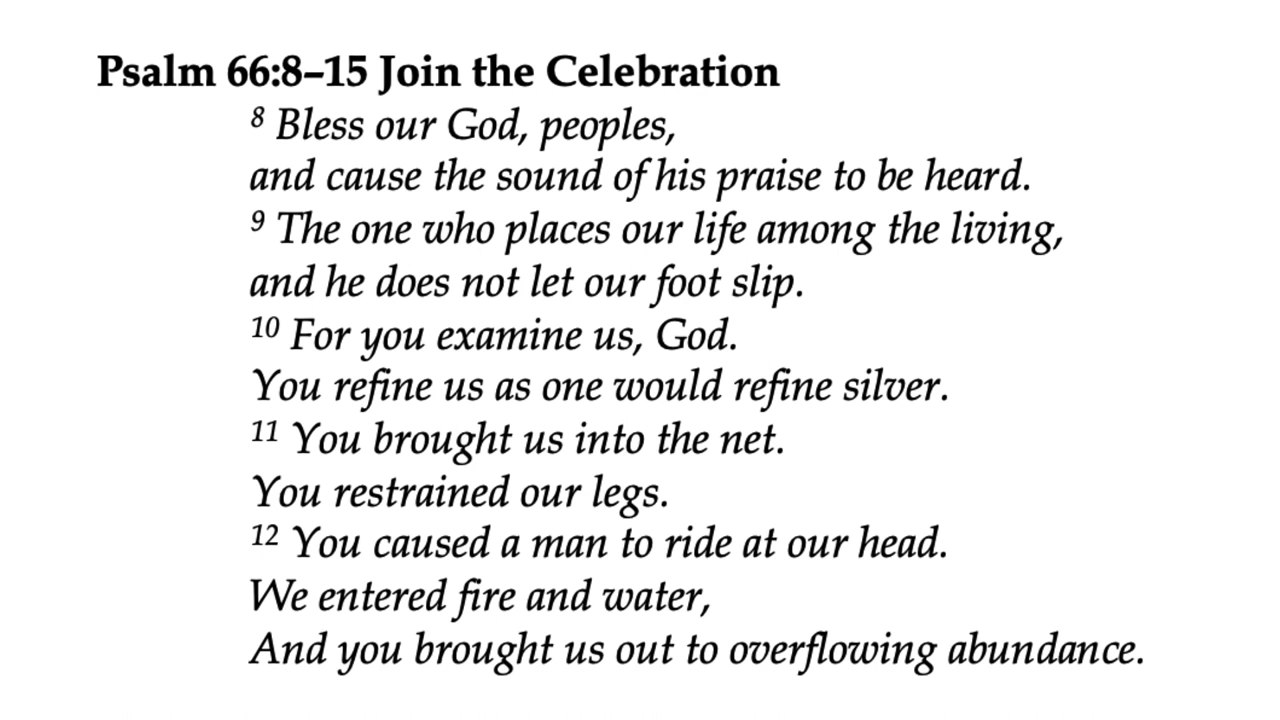 Psalm 66:8–15 Join the Celebration
⁸ Bless our God, peoples,
and cause the sound of his praise to be heard.
⁹ The one who places our life among the living,
and he does not let our foot slip.
¹⁰ For you examine us, God.
You refine us as one would refine silver.
¹¹ You brought us into the net.
You restrained our legs.
¹² You caused a man to ride at our head.
We entered fire and water,
And you brought us out to overflowing abundance.